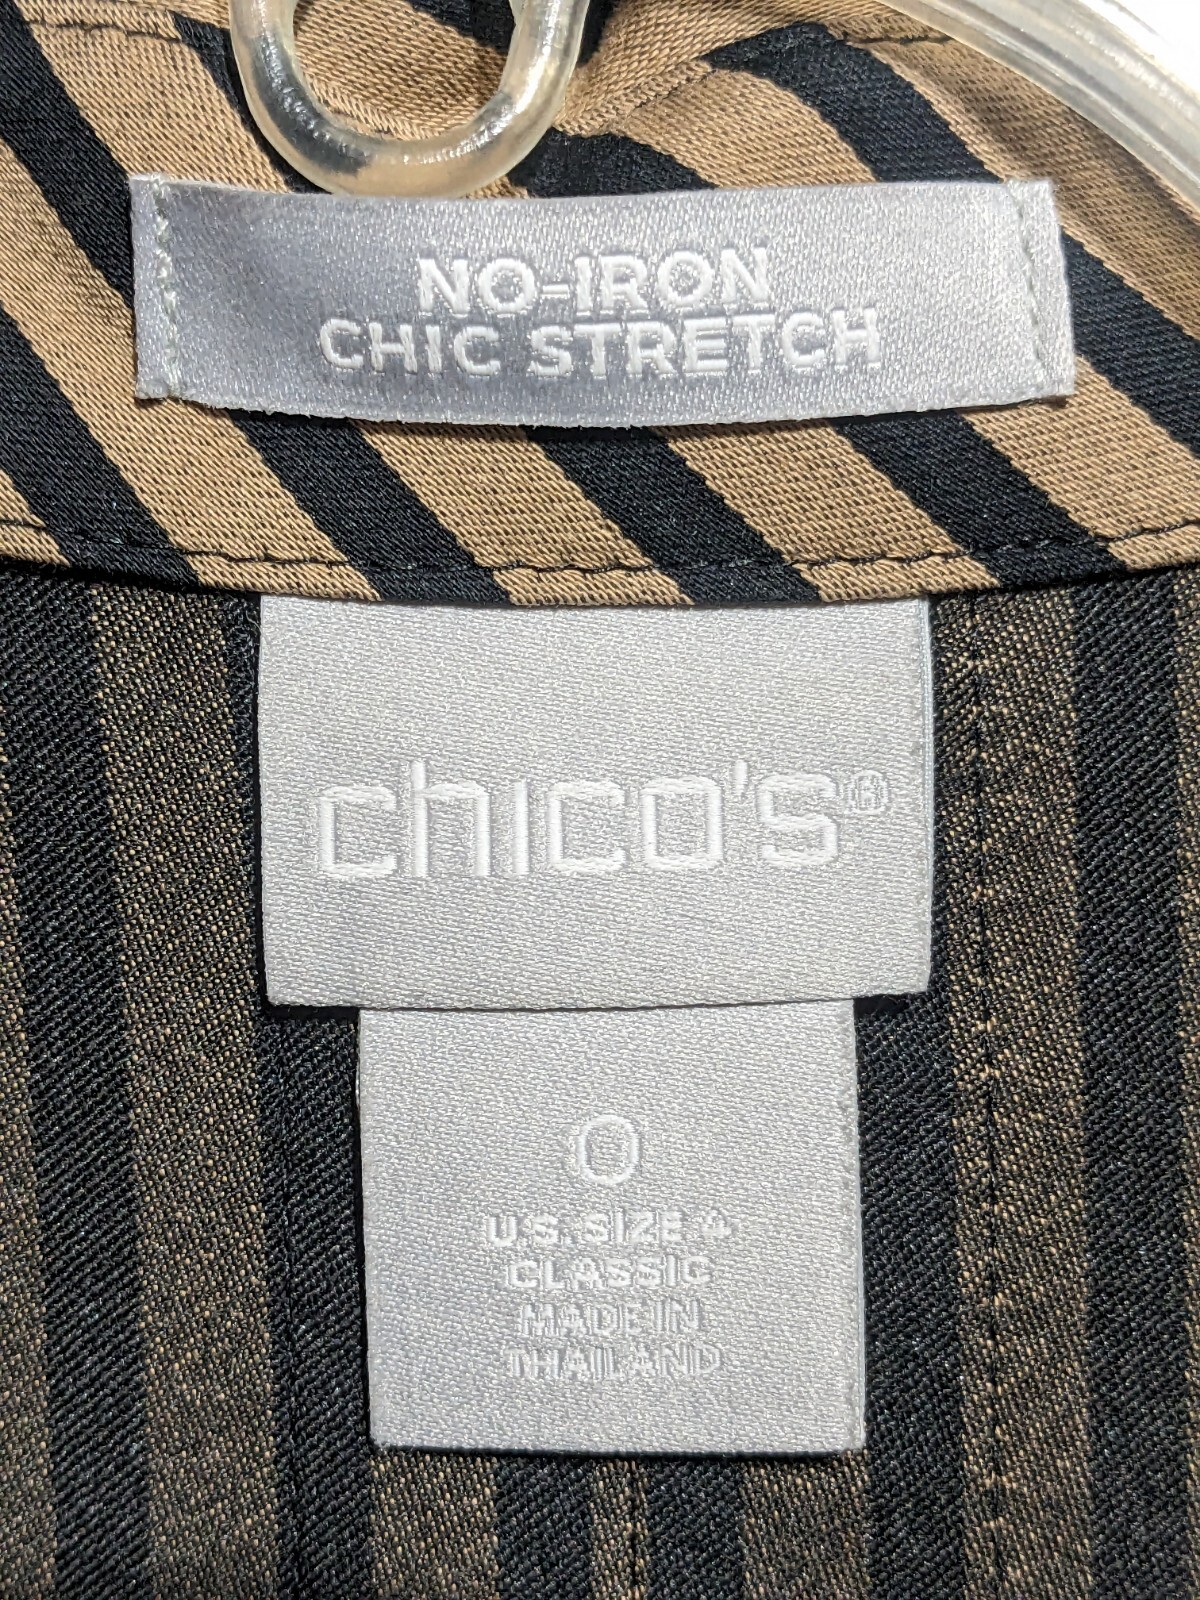 NO-IRON
CHIC STRETCH
chico's®
0
U.S. SIZE 4
CLASSIC
MADE IN
THAILAND